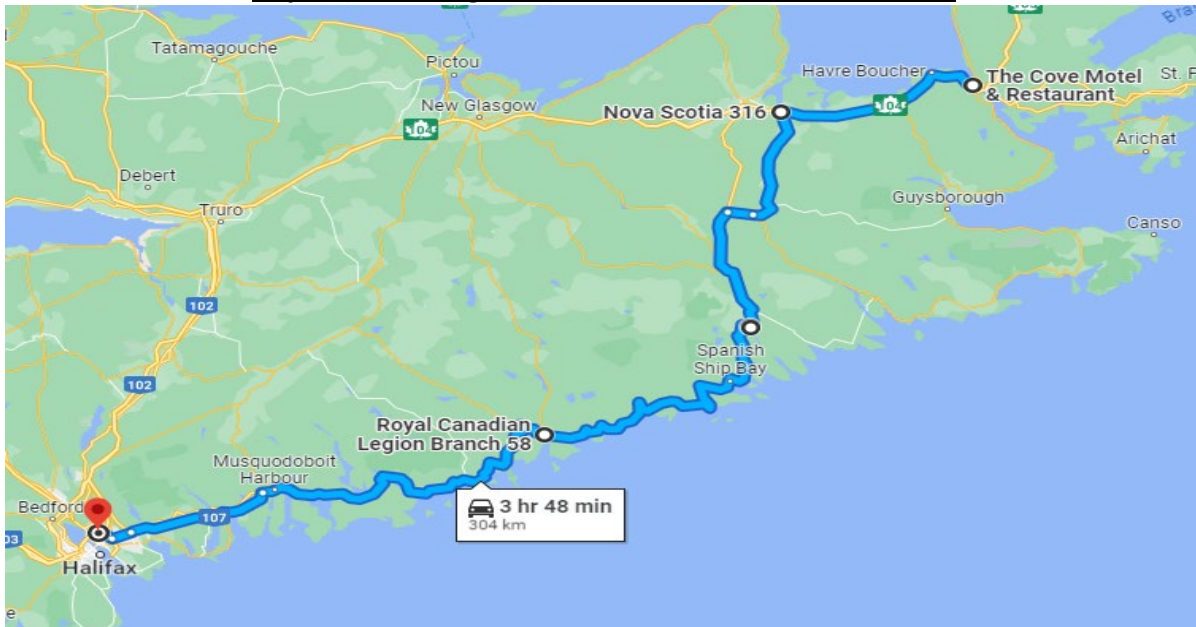 Tatamagouche
Pictou
Havre Boucher
The Cove Motel
& Restaurant
St. F
New Glasgow
Nova Scotia 316
104
104
Arichat
Debert
Guysborough
Truro
Canso
102
Spanish
Ship Bay
102
Royal Canadian
Legion Branch 58
Musquodoboit
Harbour
3 hr 48 min
304 km
Bedford
107
03
Halifax
e